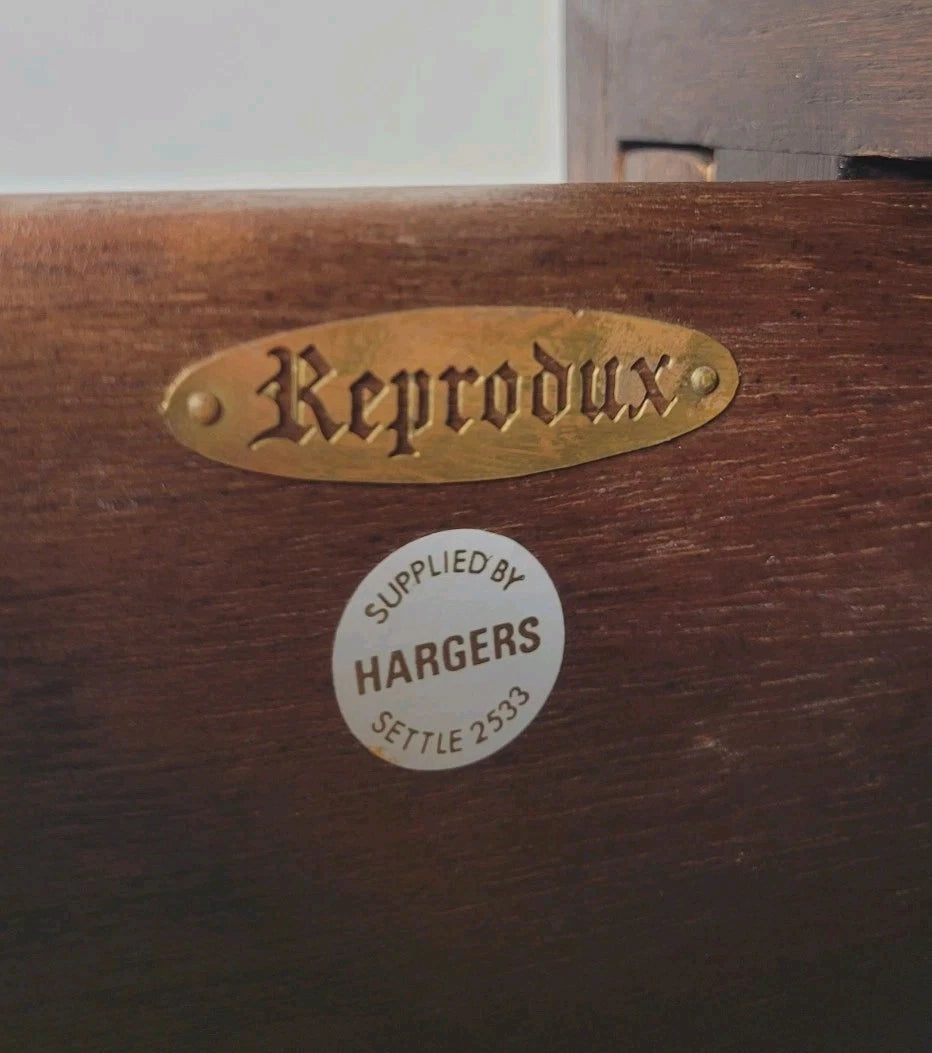 Reprodux
SUPPLIED BY
HARGERS
SETTLE 2533